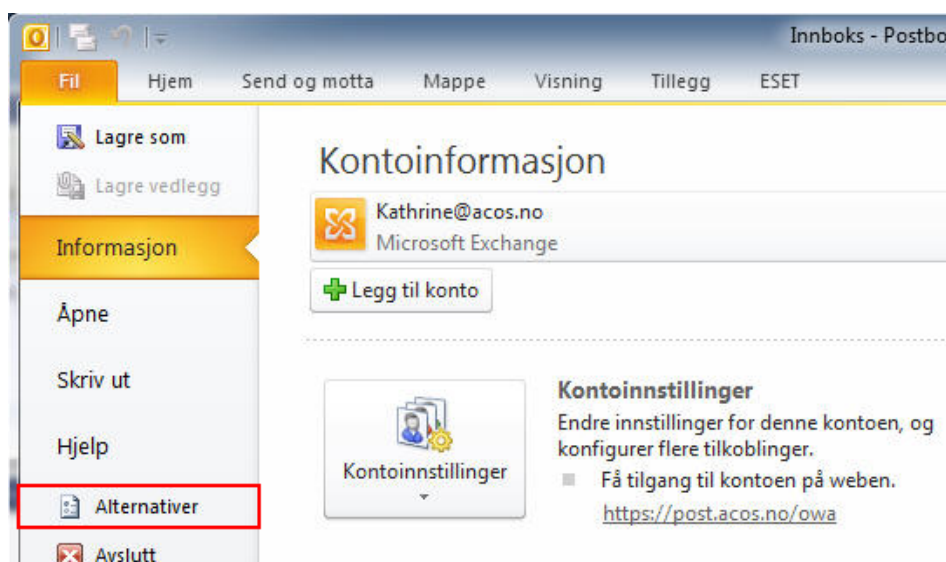 Innboks - Postbo
Fil Hjem Send og motta Mappe Visning Tillegg ESET
Lagre som
Lagre vedlegg
Informasjon
Åpne
Skriv ut
Hjelp
Alternativer
Avslutt
Kontoinformasjon
Kathrine@acos.no
Microsoft Exchange
Legg til konto
Kontoinnstillinger
Kontoinnstillinger
Endre innstillinger for denne kontoen, og
konfigurer flere tilkoblinger.
Få tilgang til kontoen på weben.
https://post.acos.no/owa